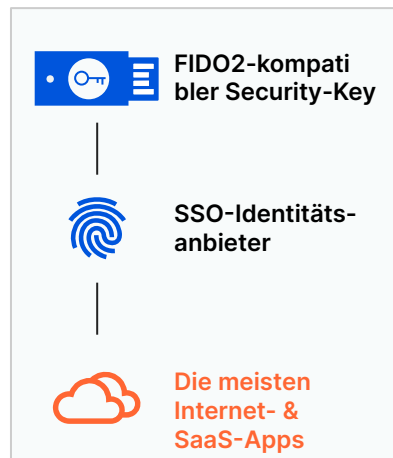 FIDO2-kompati
bler Security-Key
SSO-Identitäts-
anbieter
Die meisten
Internet- &
SaaS-Apps